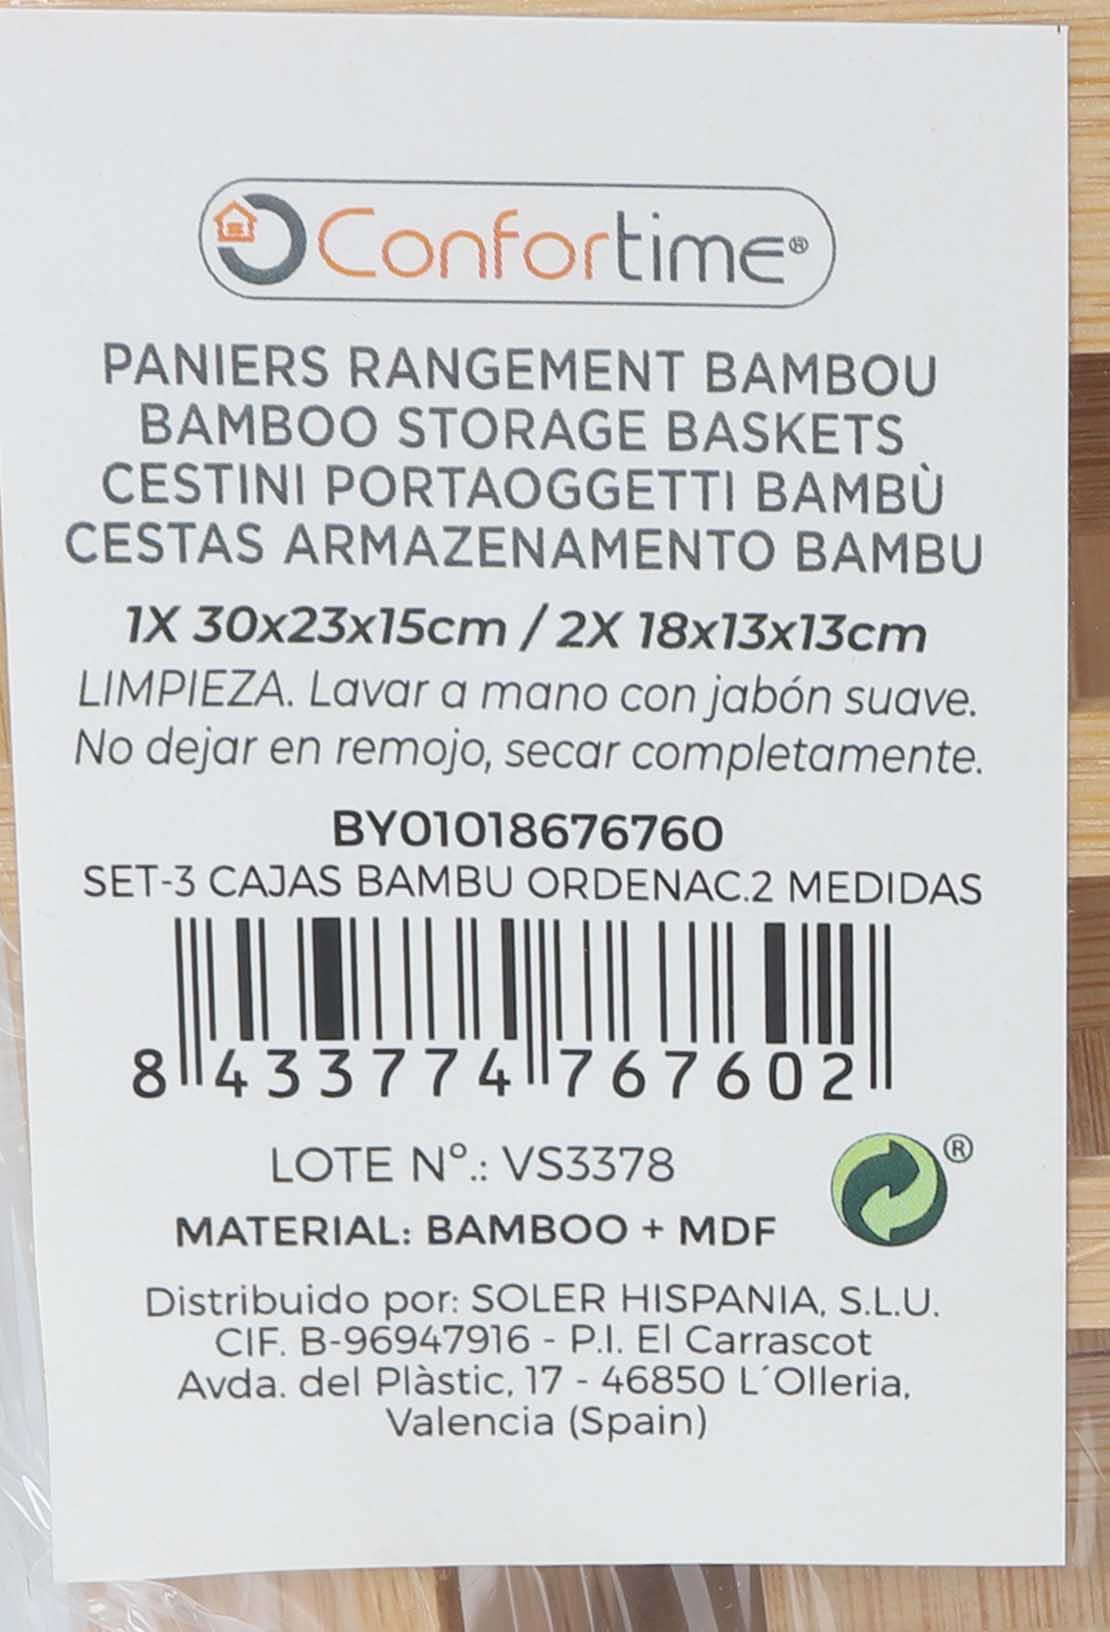 Confortime®
PANIERS RANGEMENT BAMBOU
BAMBOO STORAGE BASKETS
CESTINI PORTAOGGETTI BAMBÙ
CESTAS ARMAZENAMENTO BAMBU
1X 30x23x15cm / 2X 18x13x13cm
LIMPIEZA. Lavar a mano con jabón suave.
No dejar en remojo, secar completamente.
BY01018676760
SET-3 CAJAS BAMBU ORDENAC.2 MEDIDAS
8 433774 767602
LOTE Nº.: VS3378
®
MATERIAL: BAMBOO + MDF
Distribuido por: SOLER HISPANIA, S.L.U.
CIF. B-96947916 - P.I. El Carrascot
Avda. del Plàstic, 17 - 46850 L´Olleria,
Valencia (Spain)